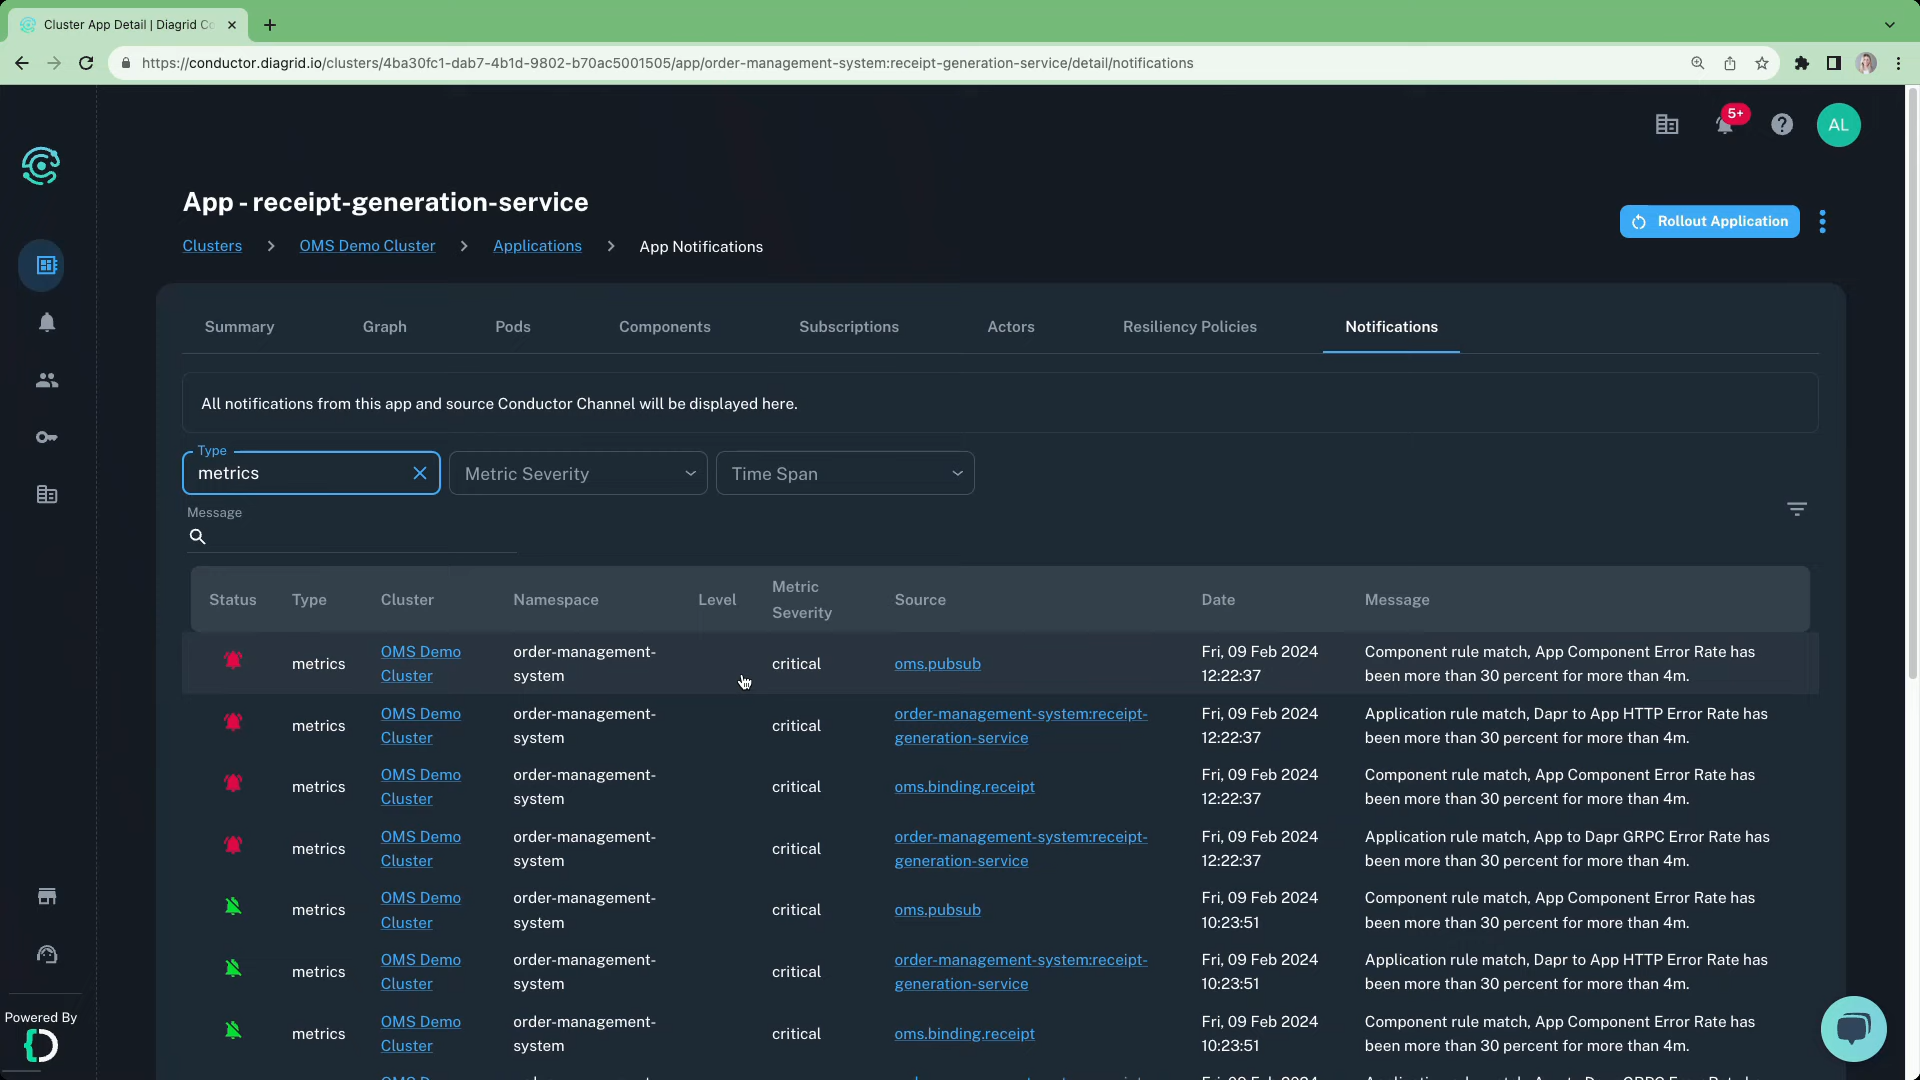 Cluster App Detail | Diagrid Co
https://conductor.diagrid.io/clusters/4ba30fc1-dab7-4b1d-9802-b70ac5001505/app/order-management-system:receipt-generation-service/detail/notifications
5+
AL
App - receipt-generation-service
Rollout Application
Clusters > OMS Demo Cluster > Applications > App Notifications
Summary Graph Pods Components Subscriptions Actors Resiliency Policies Notifications
All notifications from this app and source Conductor Channel will be displayed here.
Type
metrics Metric Severity Time Span
Message
Status Type Cluster Namespace Level Metric Severity Source Date Message
metrics OMS Demo Cluster order-management-system critical oms.pubsub Fri, 09 Feb 2024 12:22:37 Component rule match, App Component Error Rate has been more than 30 percent for more than 4m.
metrics OMS Demo Cluster order-management-system critical order-management-system:receipt-generation-service Fri, 09 Feb 2024 12:22:37 Application rule match, Dapr to App HTTP Error Rate has been more than 30 percent for more than 4m.
metrics OMS Demo Cluster order-management-system critical oms.binding.receipt Fri, 09 Feb 2024 12:22:37 Component rule match, App Component Error Rate has been more than 30 percent for more than 4m.
metrics OMS Demo Cluster order-management-system critical order-management-system:receipt-generation-service Fri, 09 Feb 2024 12:22:37 Application rule match, App to Dapr GRPC Error Rate has been more than 30 percent for more than 4m.
metrics OMS Demo Cluster order-management-system critical oms.pubsub Fri, 09 Feb 2024 10:23:51 Component rule match, App Component Error Rate has been more than 30 percent for more than 4m.
metrics OMS Demo Cluster order-management-system critical order-management-system:receipt-generation-service Fri, 09 Feb 2024 10:23:51 Application rule match, Dapr to App HTTP Error Rate has been more than 30 percent for more than 4m.
metrics OMS Demo Cluster order-management-system critical oms.binding.receipt Fri, 09 Feb 2024 10:23:51 Component rule match, App Component Error Rate has been more than 30 percent for more than 4m.
Powered By